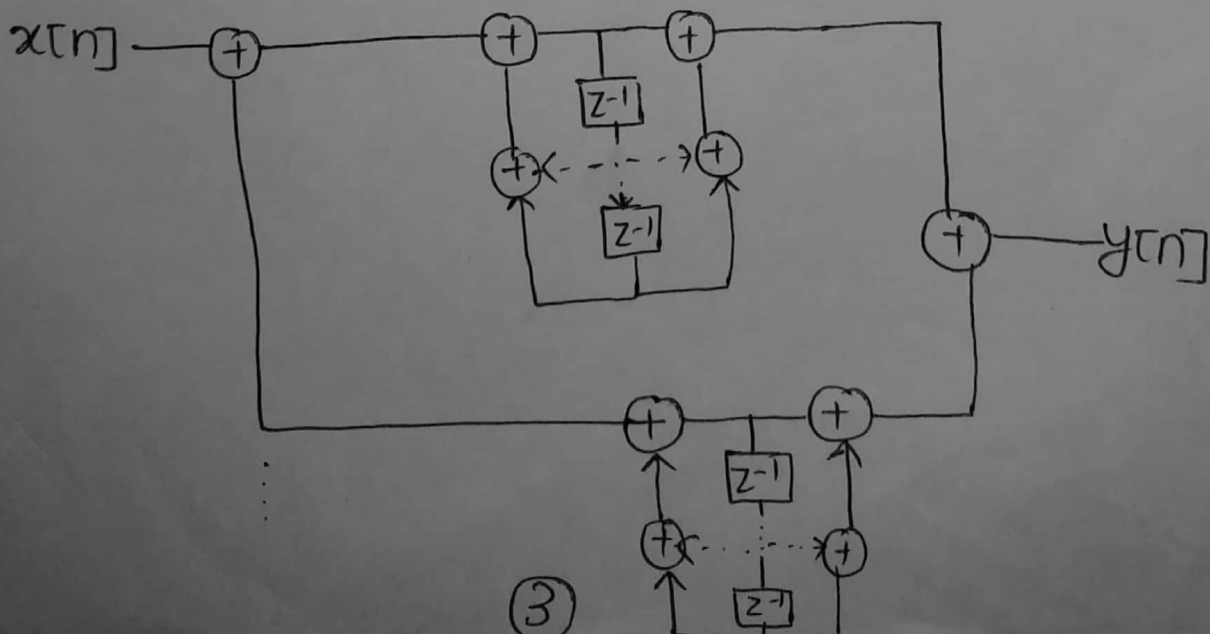 x[n] + + +
z-1
+ +
z-1
+ y[n]
+ +
z-1
+ +
3 z-1